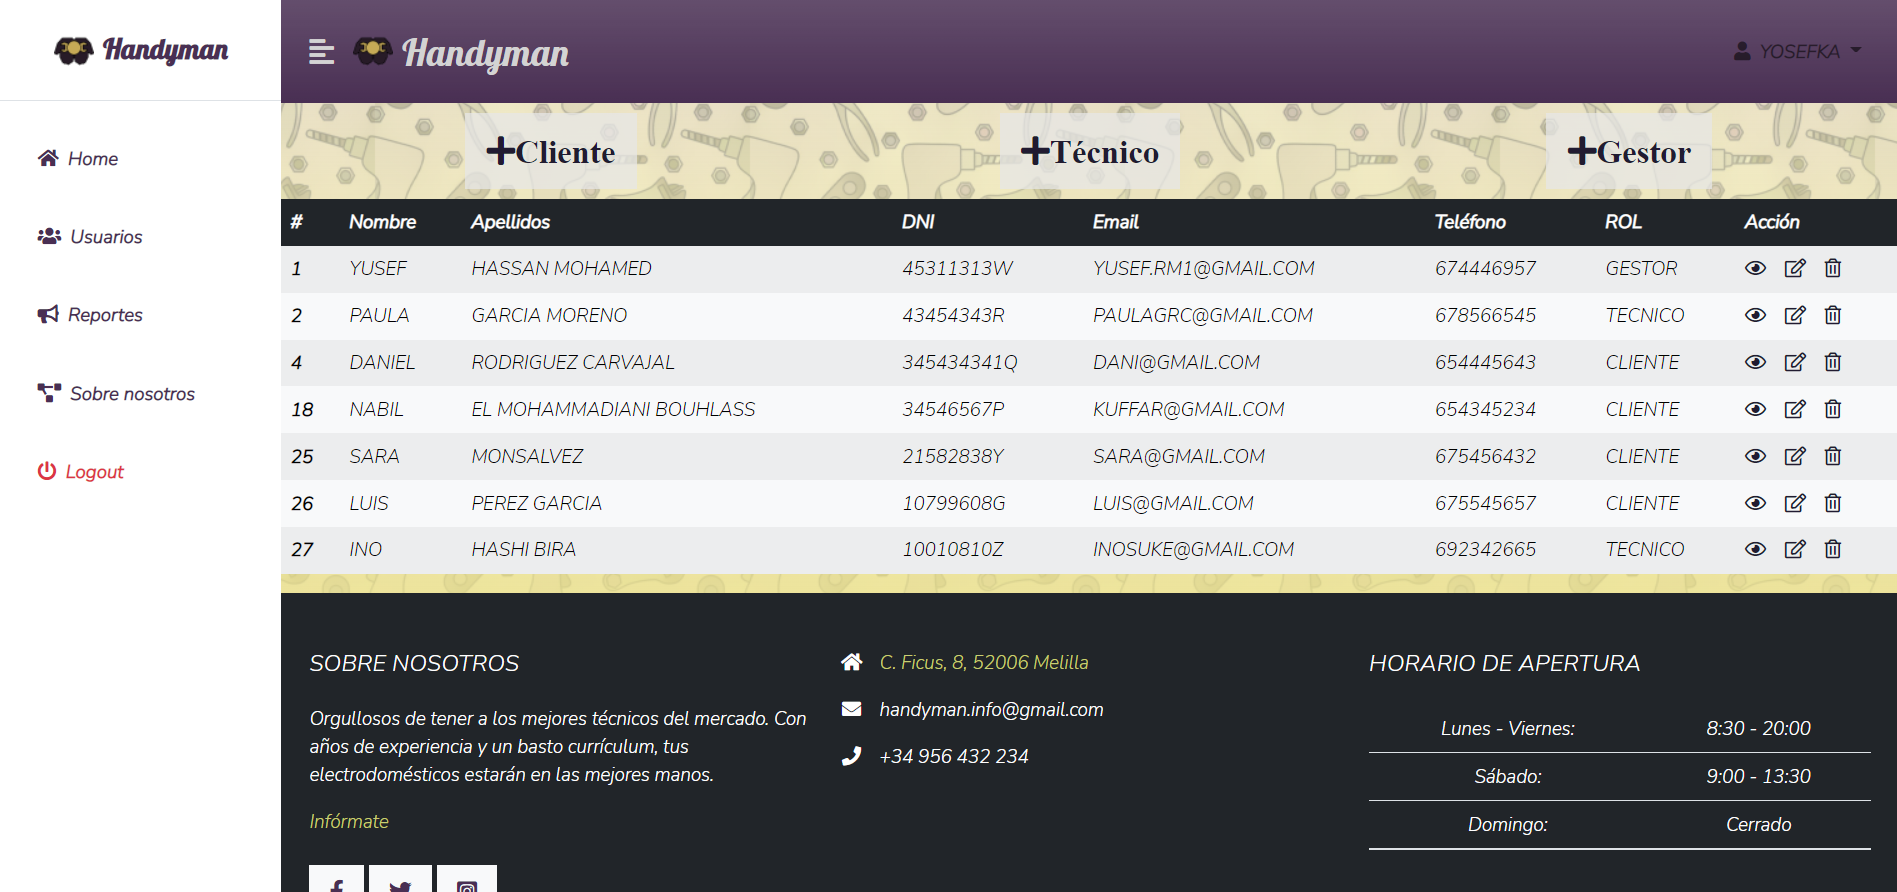 Handyman
Home
Usuarios
Reportes
Sobre nosotros
Logout
Handyman
YOSEFKA
Cliente
Técnico
Gestor
# Nombre Apellidos DNI Email Teléfono ROL Acción
1 YUSEF HASSAN MOHAMED 45311313W YUSEF.RM1@GMAIL.COM 674446957 GESTOR
2 PAULA GARCIA MORENO 43454343R PAULAGRC@GMAIL.COM 678566545 TECNICO
4 DANIEL RODRIGUEZ CARVAJAL 345434341Q DANI@GMAIL.COM 654445643 CLIENTE
18 NABIL EL MOHAMMADIANI BOUHLASS 34546567P KUFFAR@GMAIL.COM 654345234 CLIENTE
25 SARA MONSALVEZ 21582838Y SARA@GMAIL.COM 675456432 CLIENTE
26 LUIS PEREZ GARCIA 10799608G LUIS@GMAIL.COM 675545657 CLIENTE
27 INO HASHI BIRA 10010810Z INOSUKE@GMAIL.COM 692342665 TECNICO
SOBRE NOSOTROS
Orgullosos de tener a los mejores técnicos del mercado. Con
años de experiencia y un basto currículum, tus
electrodomésticos estarán en las mejores manos.
Infórmate
C. Ficus, 8, 52006 Melilla
handyman.info@gmail.com
+34 956 432 234
HORARIO DE APERTURA
Lunes - Viernes: 8:30 - 20:00
Sábado: 9:00 - 13:30
Domingo: Cerrado